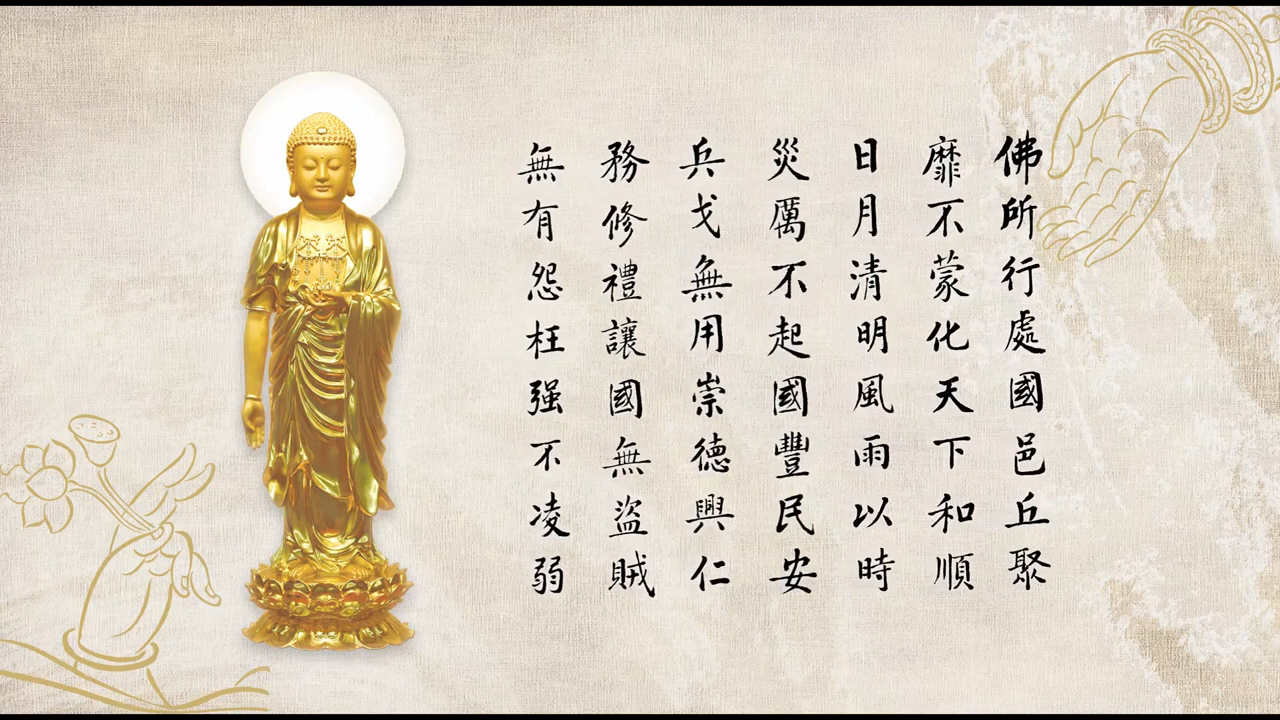 佛所行處國邑丘聚
靡不蒙化天下和順
日月清明風雨以時
災厲不起國豐民安
兵戈無用崇德興仁
務修禮讓國無盜賊
無有怨枉强不凌弱